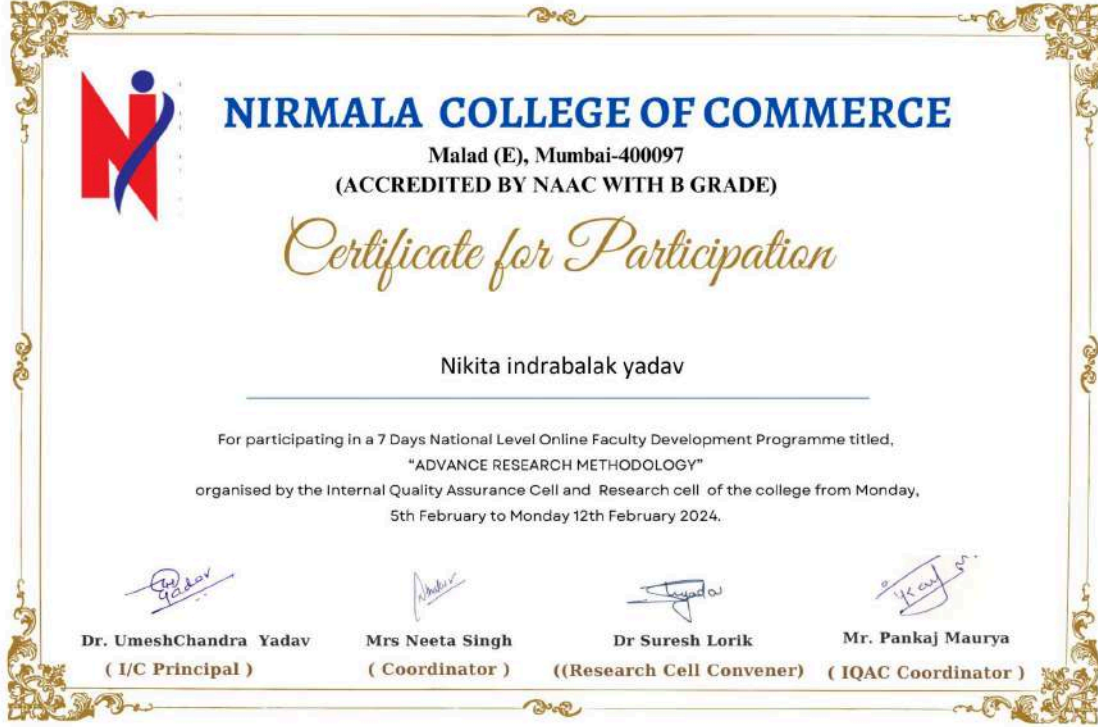 NIRMALA COLLEGE OF COMMERCE
Malad (E), Mumbai-400097
(ACCREDITED BY NAAC WITH B GRADE)
Certificate for Participation
Nikita indrabalak yadav
For participating in a 7 Days National Level Online Faculty Development Programme titled,
“ADVANCE RESEARCH METHODOLOGY”
organised by the Internal Quality Assurance Cell and Research cell of the college from Monday,
5th February to Monday 12th February 2024.
Dr. UmeshChandra Yadav
Mrs Neeta Singh
Dr Suresh Lorik
Mr. Pankaj Maurya
( I/C Principal )
( Coordinator )
((Research Cell Convener)
( IQAC Coordinator )